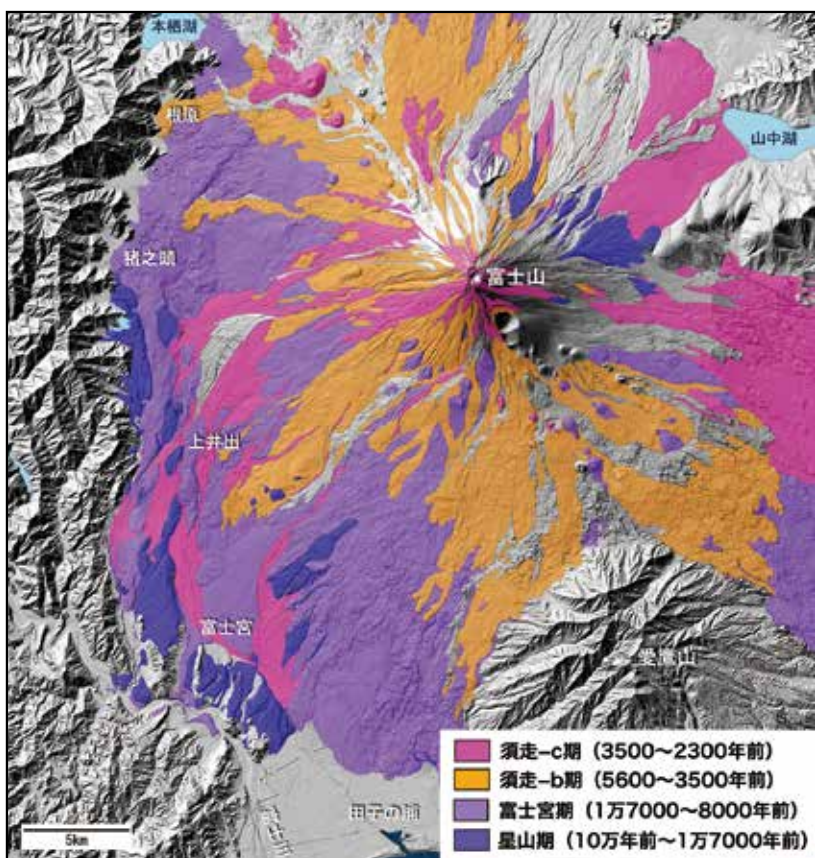 本栖湖
根原
山中湖
猪之頭
富士山
上井出
富士宮
愛鷹山
田子の浦
富士川
須走-c期（3500～2300年前）
須走-b期（5600～3500年前）
富士宮期（1万7000～8000年前）
星山期（10万年前～1万7000年前）
5km